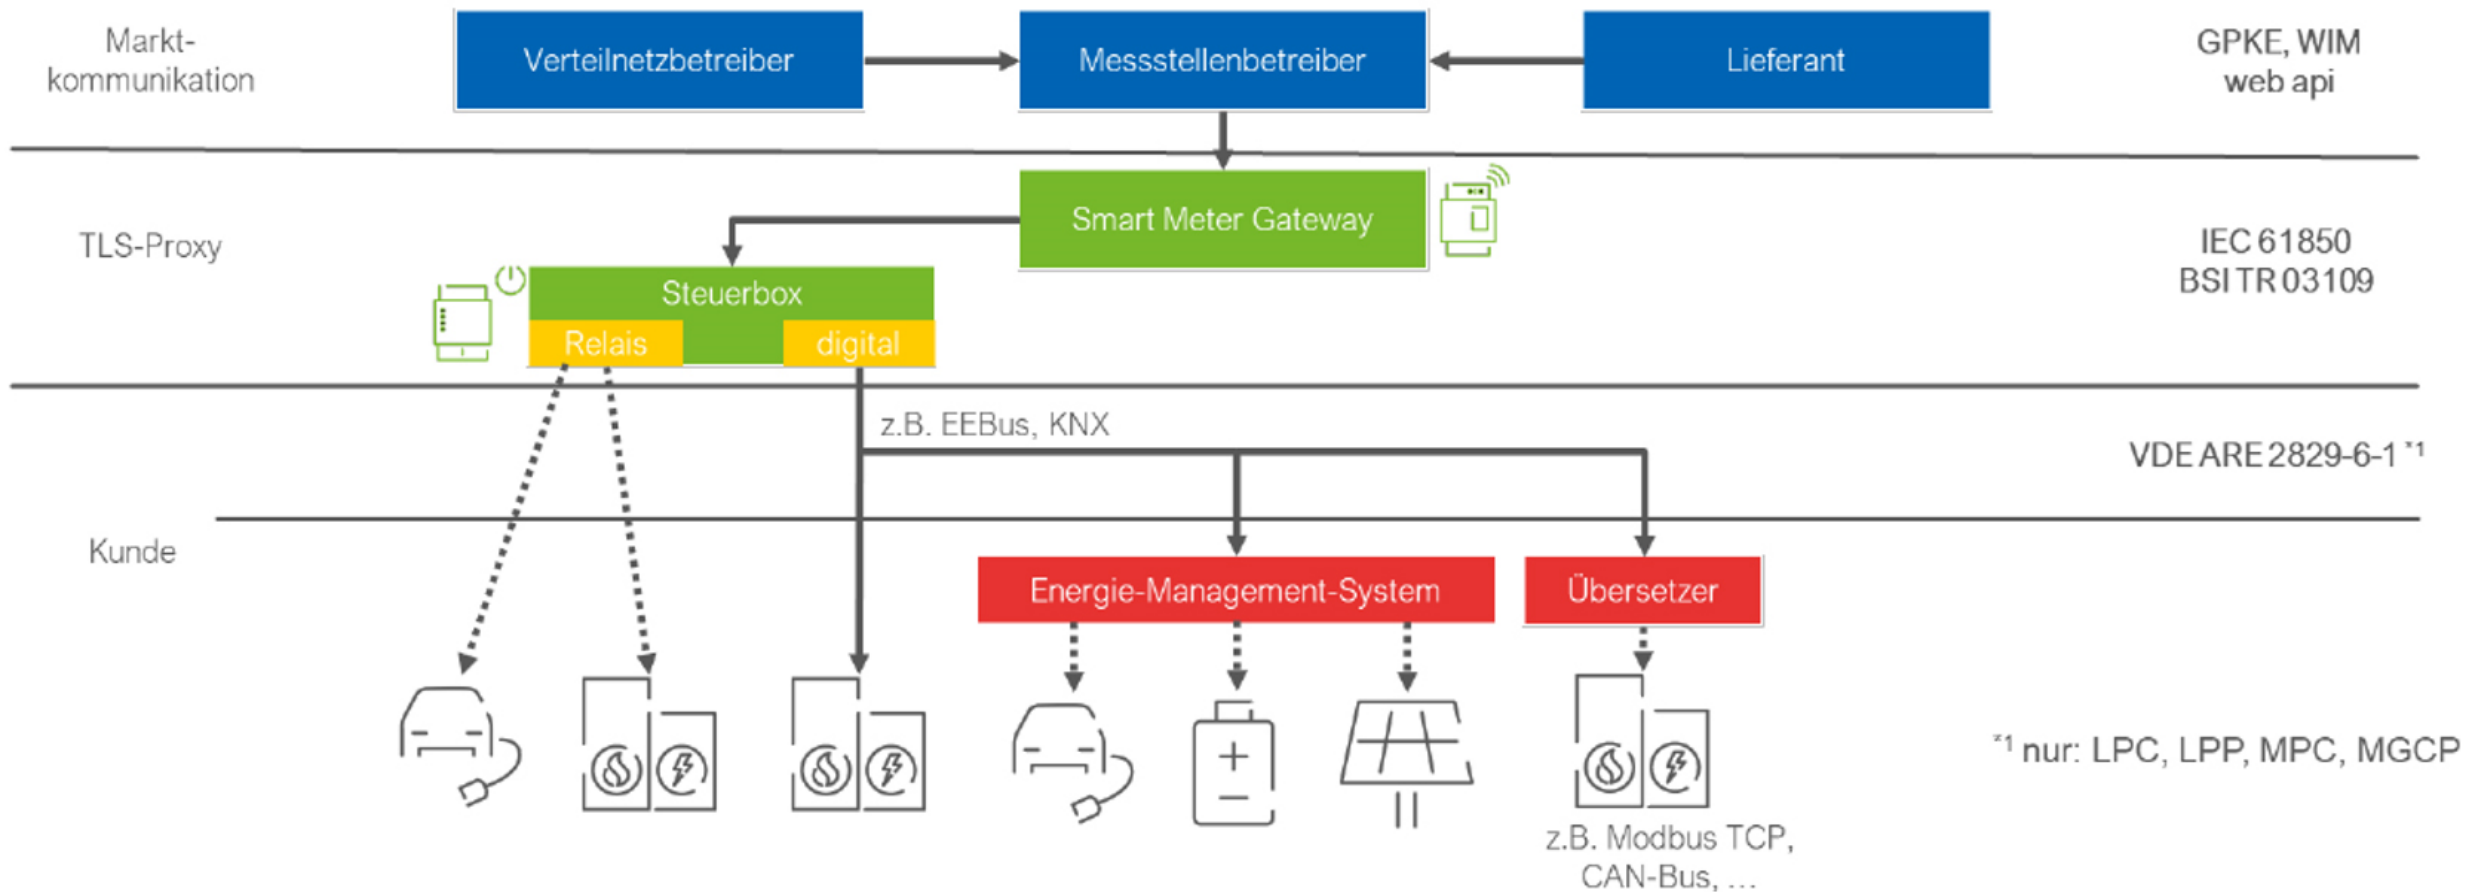 Markt-
kommunikation
Verteilnetzbetreiber
Messstellenbetreiber
Lieferant
GPKE, WIM
web api
TLS-Proxy
Smart Meter Gateway
IEC 61850
BSI TR 03109
Steuerbox
Relais
digital
z.B. EEBus, KNX
VDE ARE 2829-6-1 *1
Kunde
Energie-Management-System
Übersetzer
*1 nur: LPC, LPP, MPC, MGCP
z.B. Modbus TCP,
CAN-Bus, ...